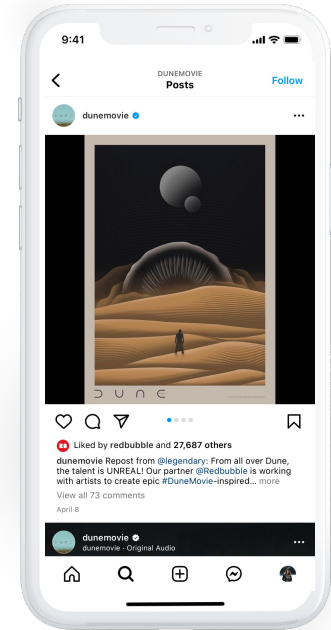 9:41
DUNEMOVIE
Posts
Follow
dunemovie
DUNE
Liked by redbubble and 27,687 others
dunemovie Repost from @legendary: From all over Dune,
the talent is UNREAL! Our partner @Redbubble is working
with artists to create epic #DuneMovie-inspired... more
View all 73 comments
April 8
dunemovie
dunemovie · Original Audio